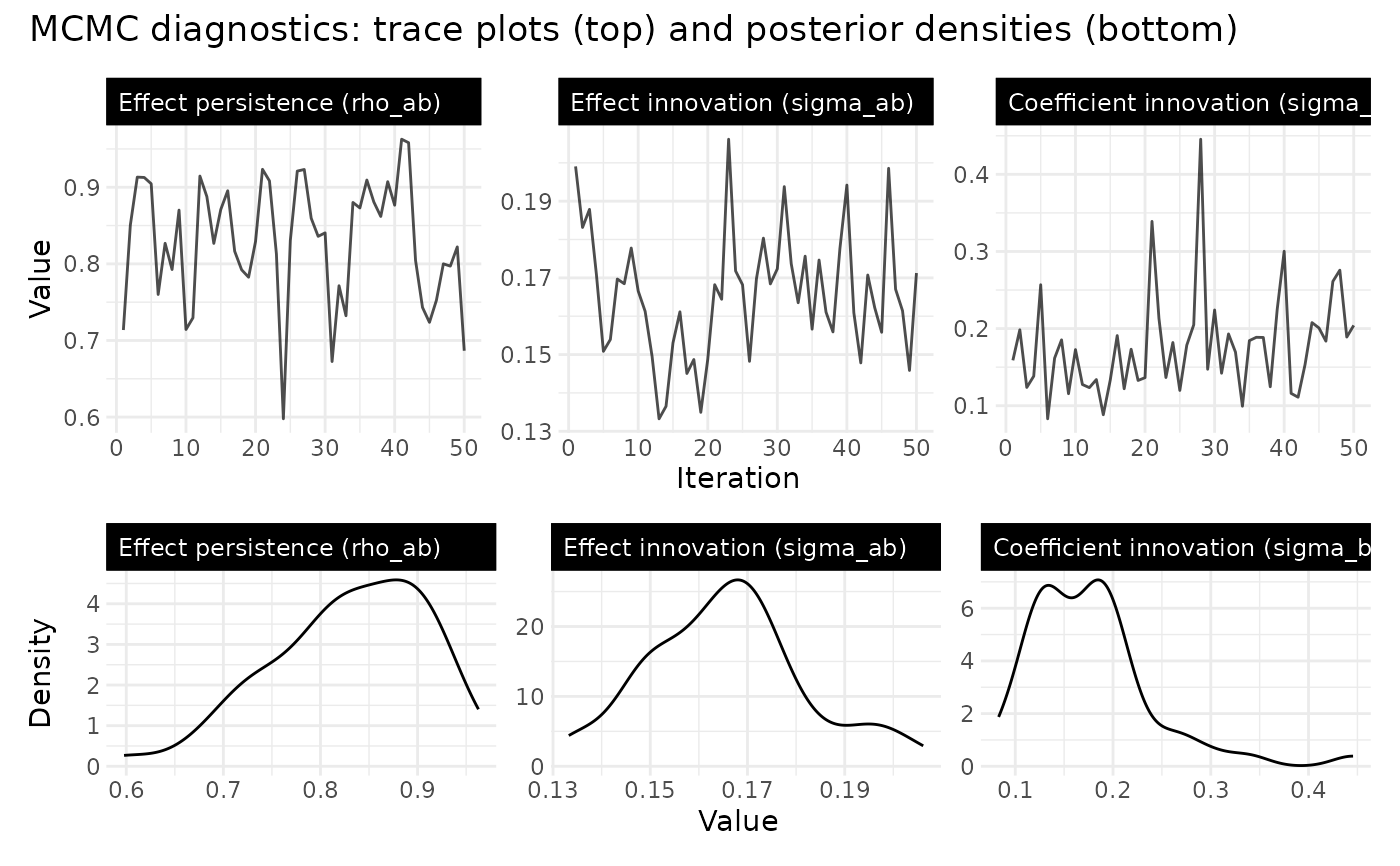 MCMC diagnostics: trace plots (top) and posterior densities (bottom)
Effect persistence (rho_ab) Effect innovation (sigma_ab) Coefficient innovation (sigma_
Value
0.9
0.8
0.7
0.6
0.19
0.17
0.15
0.13
0.4
0.3
0.2
0.1
0 10 20 30 40 50 0 10 20 30 40 50 0 10 20 30 40 50
Iteration
Effect persistence (rho_ab) Effect innovation (sigma_ab) Coefficient innovation (sigma_b
Density
4
3
2
1
0
20
10
0
6
4
2
0
0.6 0.7 0.8 0.9 0.13 0.15 0.17 0.19 0.1 0.2 0.3 0.4
Value